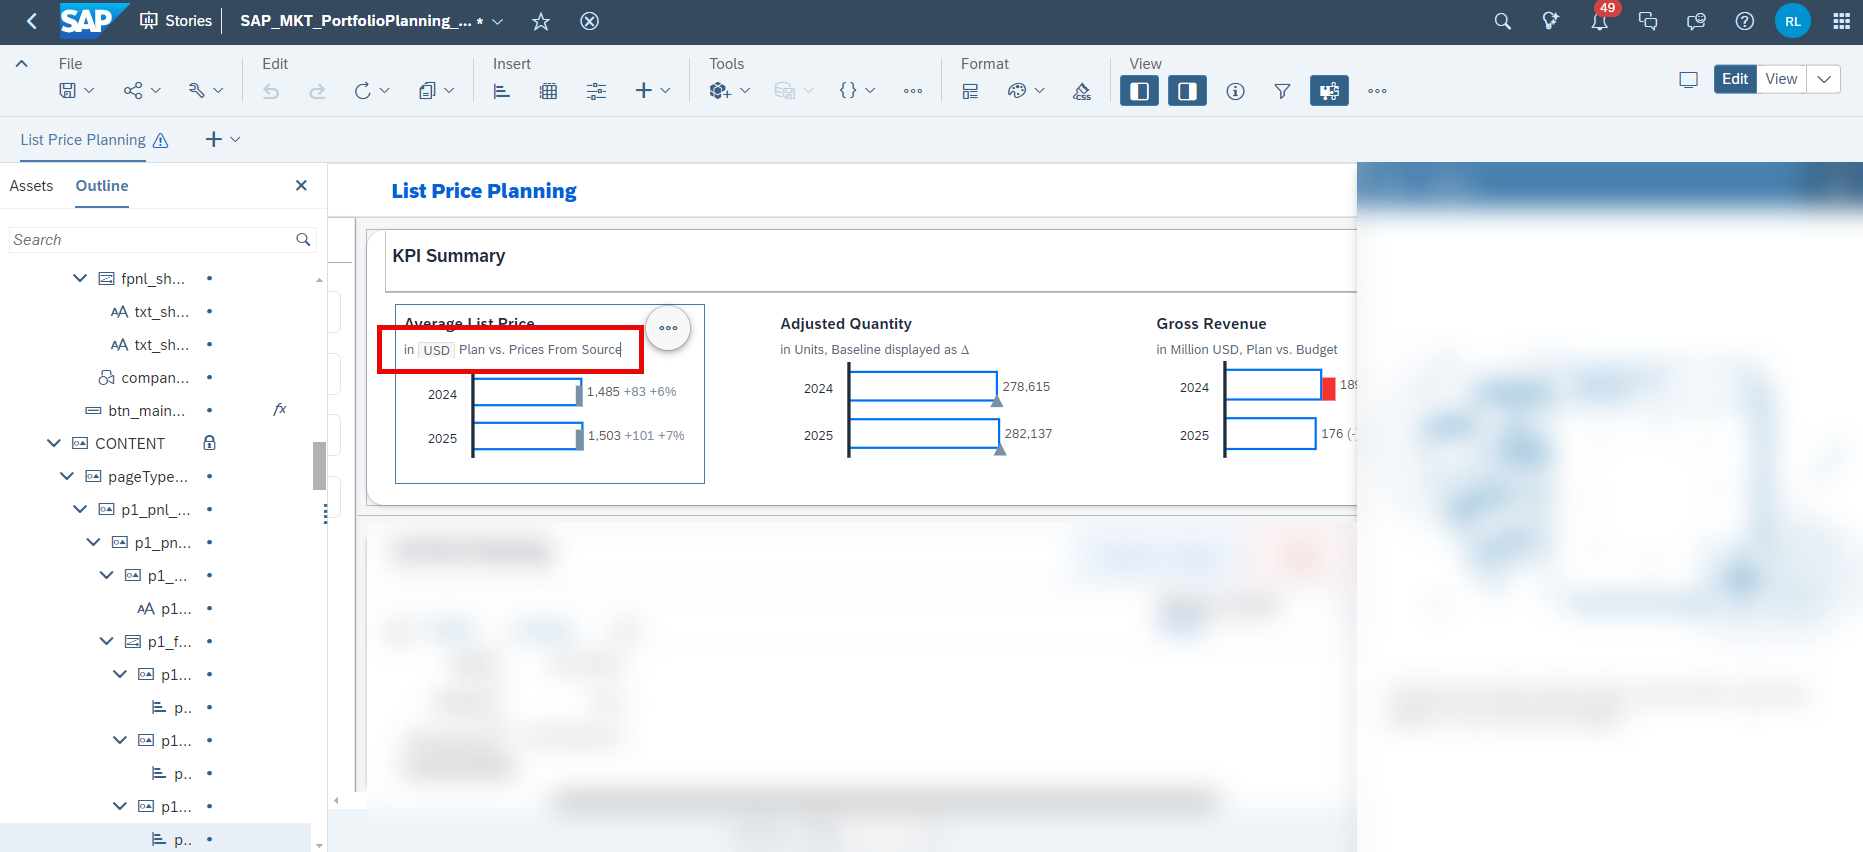 SAP Stories SAP_MKT_PortfolioPlanning_... * 49 RL
File Edit Insert Tools Format View
CSS Edit View
List Price Planning
Assets Outline
Search
fpnl_sh...
txt_sh...
txt_sh...
compan...
btn_main... fx
CONTENT
pageType...
p1_pnl_...
p1_pn...
p1_...
p1...
p1_f...
p1...
p..
p1...
p..
p1...
p..
List Price Planning
KPI Summary
Average List Price
in USD Plan vs. Prices From Source
2024 1,485 +83 +6%
2025 1,503 +101 +7%
Adjusted Quantity
in Units, Baseline displayed as Δ
2024 278,615
2025 282,137
Gross Revenue
in Million USD, Plan vs. Budget
2024 189
2025 176 (-